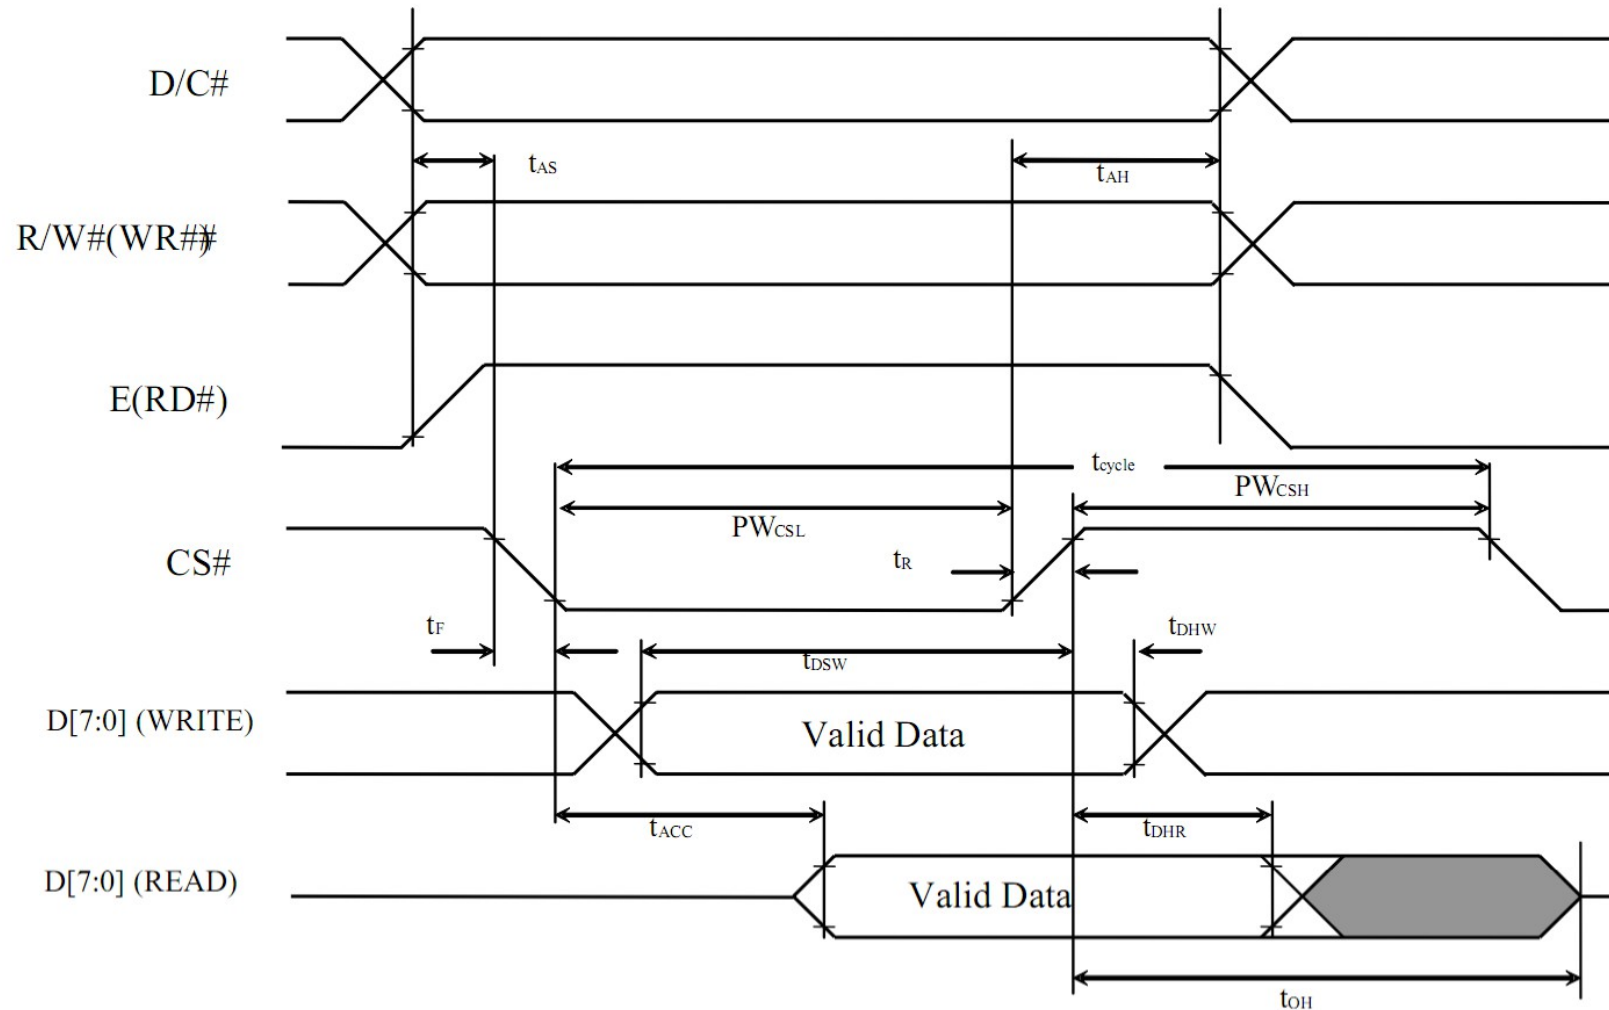 D/C#
tAS
tAH
R/W#(WR##)
E(RD#)
tcycle
PWCSH
PWCSL
CS#
tR
tF
tDHW
tDSW
D[7:0] (WRITE)
Valid Data
tACC
tDHR
D[7:0] (READ)
Valid Data
tOH